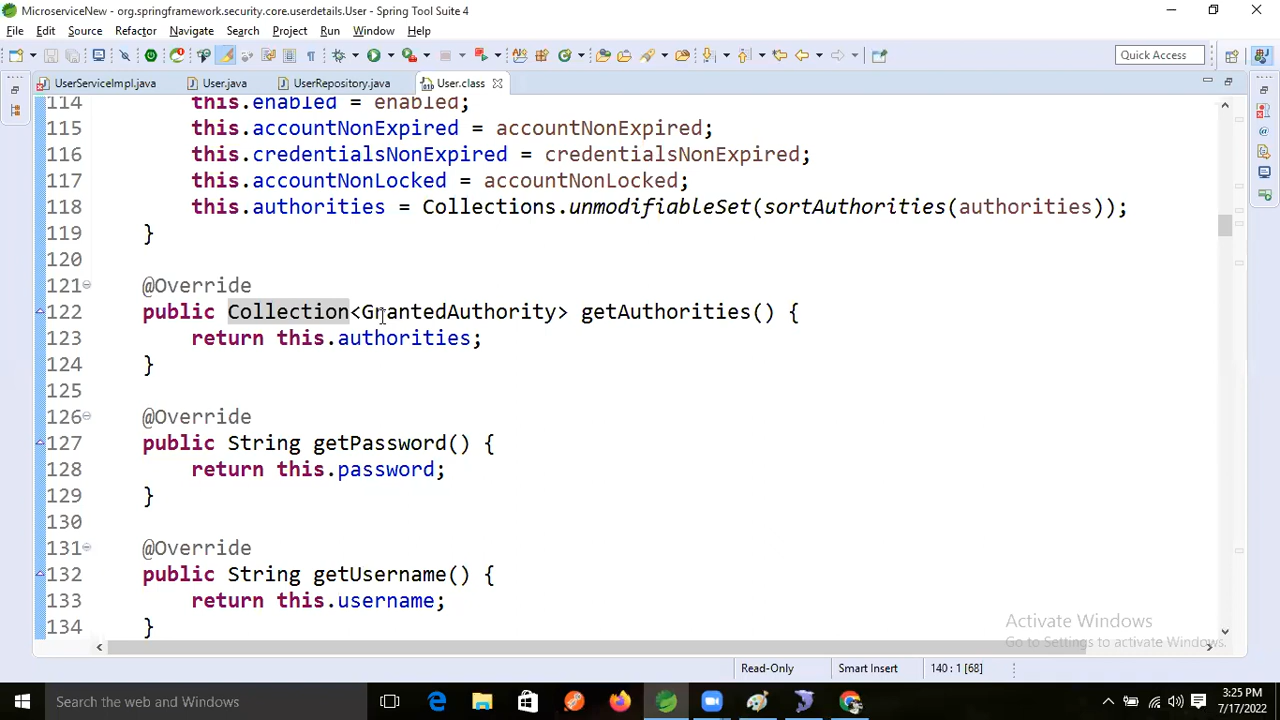 MicroserviceNew - org.springframework.security.core.userdetails.User - Spring Tool Suite 4
File Edit Source Refactor Navigate Search Project Run Window Help
Quick Access
UserServiceImpl.java User.java UserRepository.java User.class
114 this.enabled = enabled;
115 this.accountNonExpired = accountNonExpired;
116 this.credentialsNonExpired = credentialsNonExpired;
117 this.accountNonLocked = accountNonLocked;
118 this.authorities = Collections.unmodifiableSet(sortAuthorities(authorities));
119 }
120
121 @Override
122 public Collection<GrantedAuthority> getAuthorities() {
123 return this.authorities;
124 }
125
126 @Override
127 public String getPassword() {
128 return this.password;
129 }
130
131 @Override
132 public String getUsername() {
133 return this.username;
134 }
Activate Windows
Go to Settings to activate Windows.
Read-Only Smart Insert 140 : 1 [68]
Search the web and Windows
3:25 PM
7/17/2022